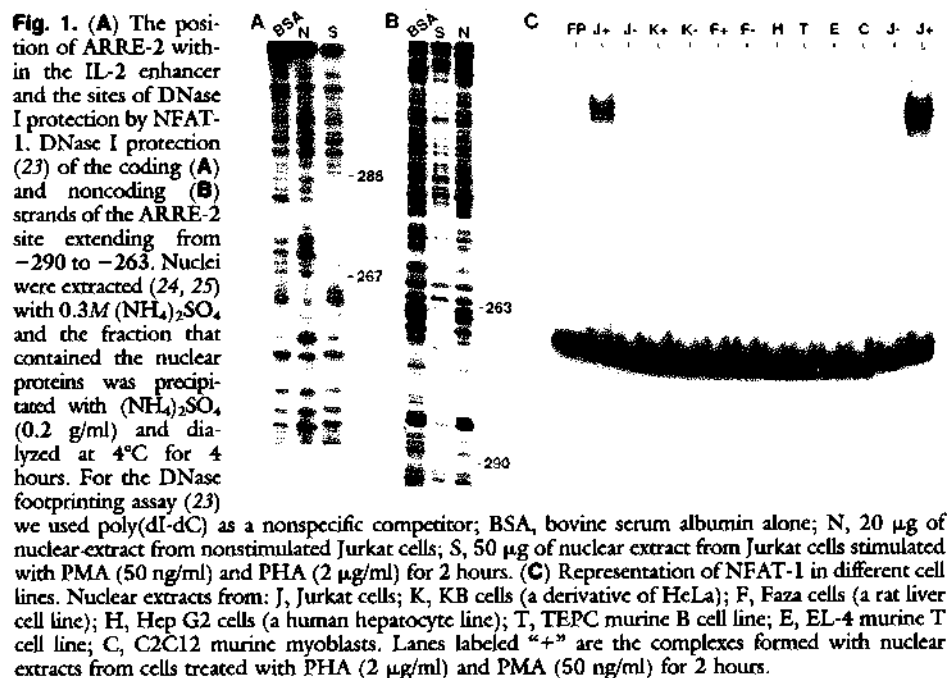 Fig. 1. (A) The posi-
tion of ARRE-2 with-
in the IL-2 enhancer
and the sites of DNase
I protection by NFAT-
1. DNase I protection
(23) of the coding (A)
and noncoding (B)
strands of the ARRE-2
site extending from
−290 to −263. Nuclei
were extracted (24, 25)
with 0.3M (NH₄)₂SO₄
and the fraction that
contained the nuclear
proteins was precipi-
tated with (NH₄)₂SO₄
(0.2 g/ml) and dia-
lyzed at 4°C for 4
hours. For the DNase
footprinting assay (23)
we used poly(dI-dC) as a nonspecific competitor; BSA, bovine serum albumin alone; N, 20 μg of
nuclear extract from nonstimulated Jurkat cells; S, 50 μg of nuclear extract from Jurkat cells stimulated
with PMA (50 ng/ml) and PHA (2 μg/ml) for 2 hours. (C) Representation of NFAT-1 in different cell
lines. Nuclear extracts from: J, Jurkat cells; K, KB cells (a derivative of HeLa); F, Faza cells (a rat liver
cell line); H, Hep G2 cells (a human hepatocyte line); T, TEPC murine B cell line; E, EL-4 murine T
cell line; C, C2C12 murine myoblasts. Lanes labeled “+” are the complexes formed with nuclear
extracts from cells treated with PHA (2 μg/ml) and PMA (50 ng/ml) for 2 hours.
A
BSA N S
-288
-267
B
BSA S N
-263
-290
C
FP J+ J- K+ K- F+ F- H T E C J- J+